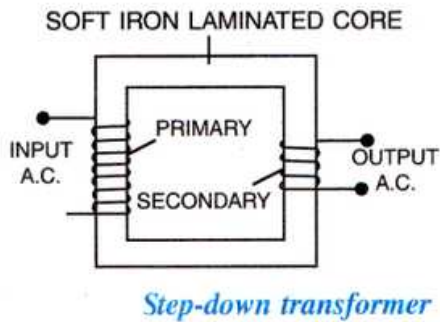 SOFT IRON LAMINATED CORE
PRIMARY
INPUT
A.C.
OUTPUT
A.C.
SECONDARY
Step-down transformer